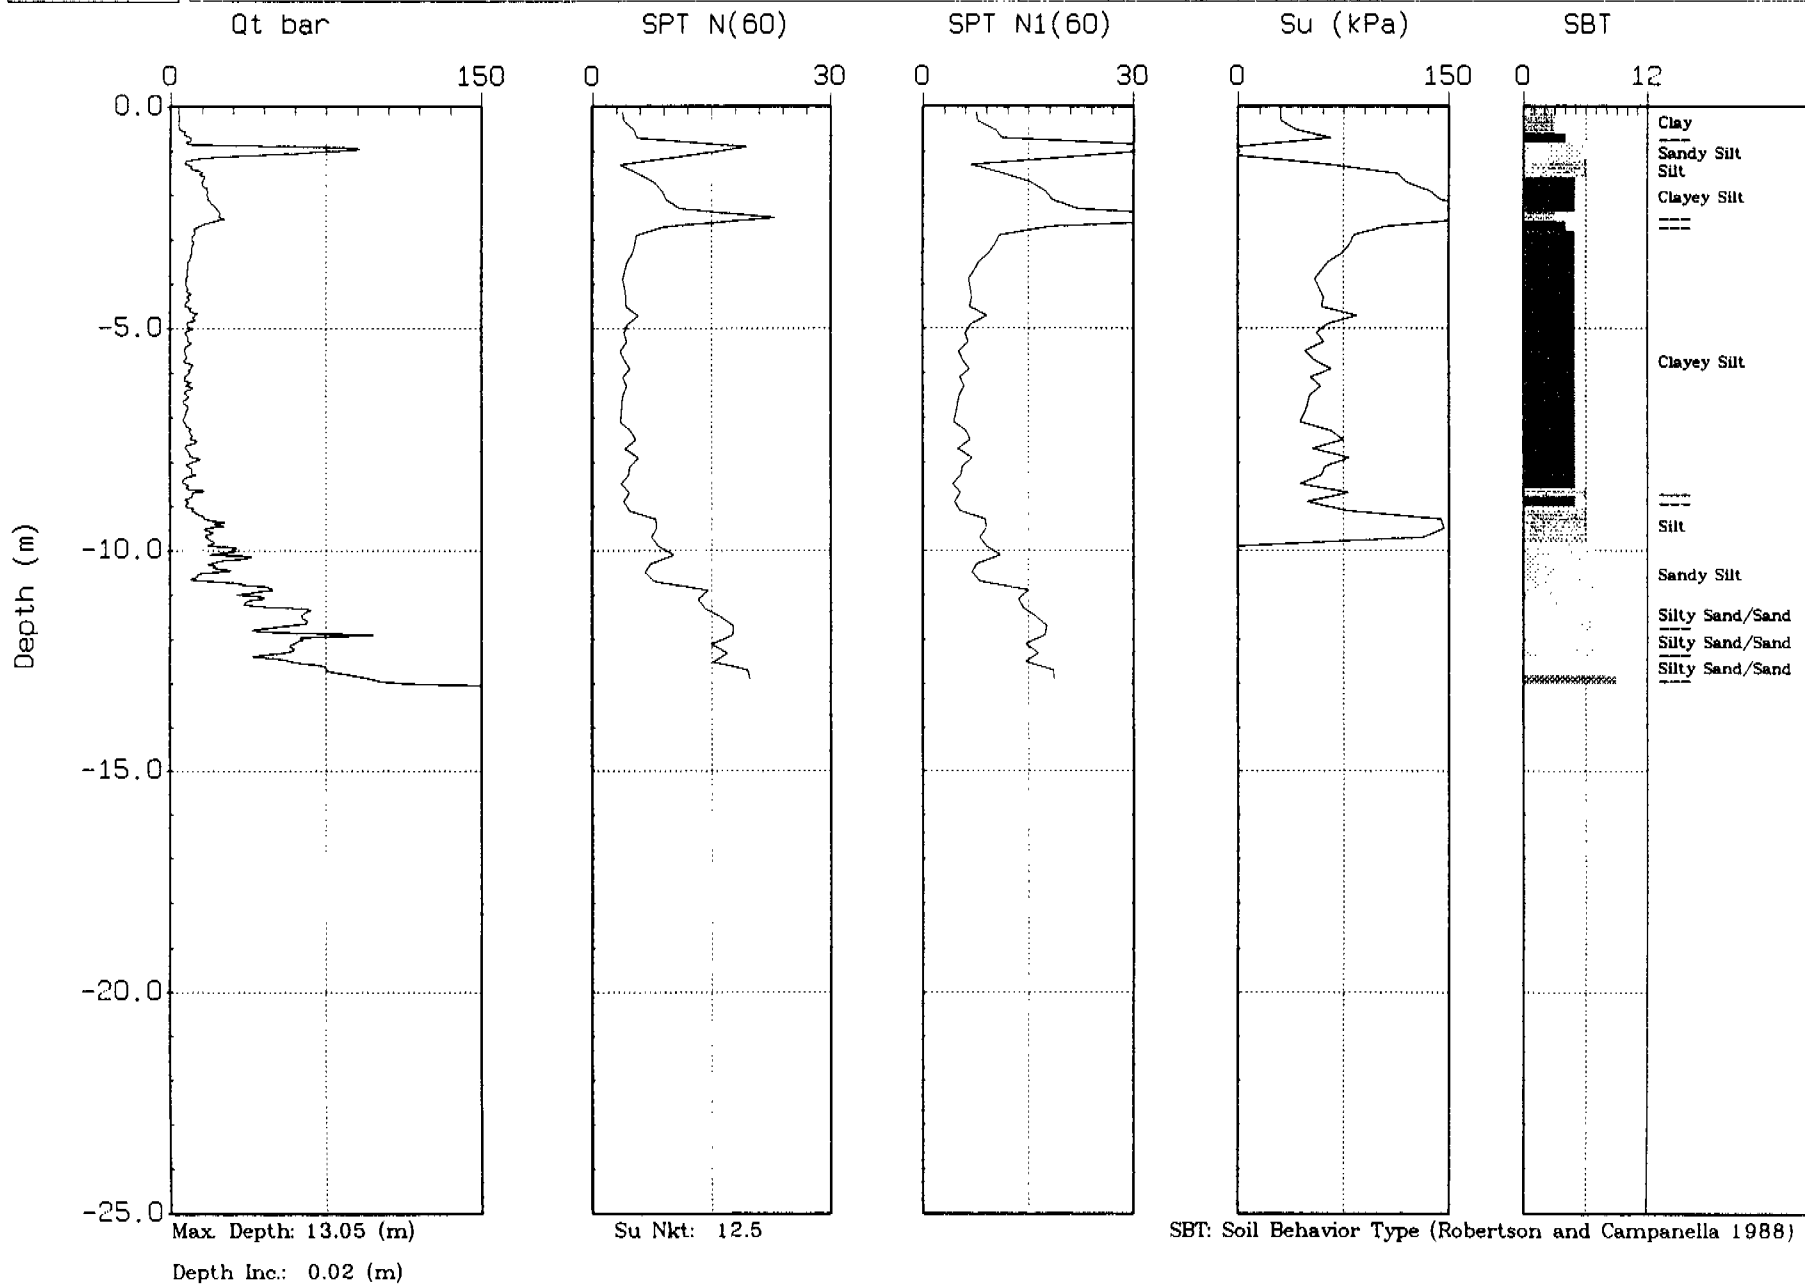 Qt bar SPT N(60) SPT N1(60) Su (kPa) SBT
0 150 0 30 0 30 0 150 0 12
0.0
Clay
Sandy Silt
Silt
Clayey Silt
-5.0
Clayey Silt
Silt
-10.0
Sandy Silt
Silty Sand/Sand
Silty Sand/Sand
Silty Sand/Sand
Depth (m)
-15.0
-20.0
-25.0
Max. Depth: 13.05 (m) Su Nkt: 12.5 SBT: Soil Behavior Type (Robertson and Campanella 1988)
Depth Inc.: 0.02 (m)